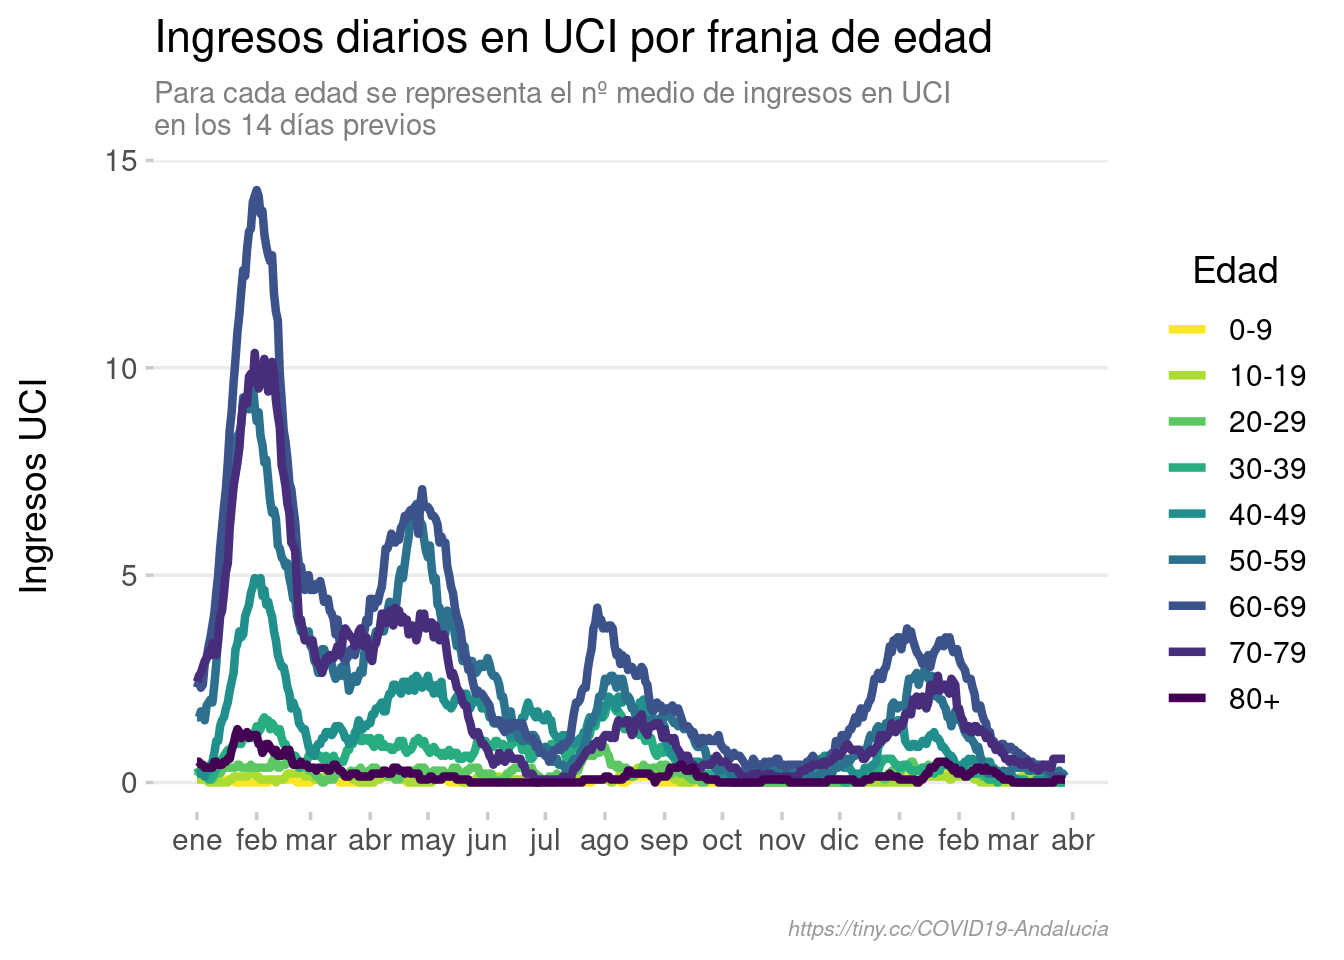 Ingresos diarios en UCI por franja de edad
Para cada edad se representa el nº medio de ingresos en UCI
en los 14 días previos
Ingresos UCI
15
10
5
0
ene feb mar abr may jun jul ago sep oct nov dic ene feb mar abr
Edad
0-9
10-19
20-29
30-39
40-49
50-59
60-69
70-79
80+
https://tiny.cc/COVID19-Andalucia